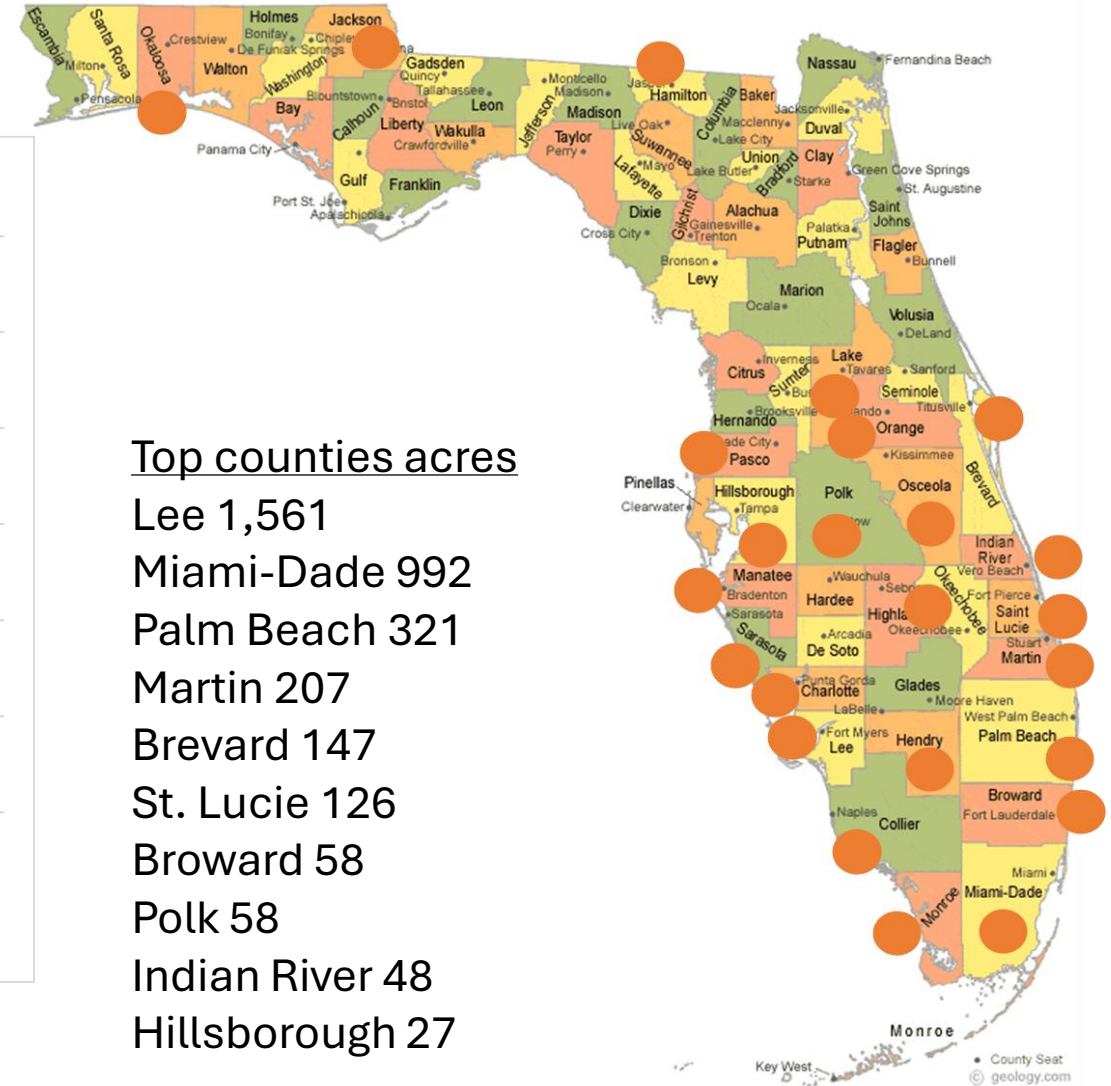 Top counties acres
Lee 1,561
Miami-Dade 992
Palm Beach 321
Martin 207
Brevard 147
St. Lucie 126
Broward 58
Polk 58
Indian River 48
Hillsborough 27
Escambia
Santa Rosa
Okaloosa
Holmes
Jackson
Bonifay
Crestview
De Funiak Springs
Milton
Walton
Washington
Pensacola
Gadsden
Quincy
Tallahassee
Blountstown
Bristol
Bay
Calhoun
Liberty
Leon
Wakulla
Crawfordville
Panama City
Gulf
Franklin
Port St. Joe
Apalachicola
Jefferson
Monticello
Madison
Madison
Hamilton
Taylor
Perry
Live Oak
Suwannee
Columbia
Lake City
Baker
Macclenny
Nassau
Fernandina Beach
Jacksonville
Duval
Lafayette
Mayo
Lake Butler
Union
Bradford
Starke
Clay
Green Cove Springs
St. Augustine
Saint
Johns
Dixie
Cross City
Gilchrist
Trenton
Alachua
Gainesville
Palatka
Putnam
Flagler
Bunnell
Bronson
Levy
Marion
Ocala
Volusia
DeLand
Citrus
Inverness
Sumter
Lake
Tavares
Sanford
Seminole
Titusville
Hernando
Brooksville
Orange
Pasco
Kissimmee
Brevard
Pinellas
Clearwater
Hillsborough
Tampa
Polk
Osceola
Indian
River
Vero Beach
Manatee
Bradenton
Wauchula
Hardee
Okeechobee
Okeechobee
Fort Pierce
Saint
Lucie
Stuart
Sarasota
Sarasota
Arcadia
De Soto
Martin
Punta Gorda
Charlotte
Glades
Moore Haven
LaBelle
West Palm Beach
Palm Beach
Fort Myers
Lee
Hendry
Broward
Fort Lauderdale
Naples
Collier
Miami
Miami-Dade
Monroe
Monroe
Key West
County Seat
© geology.com